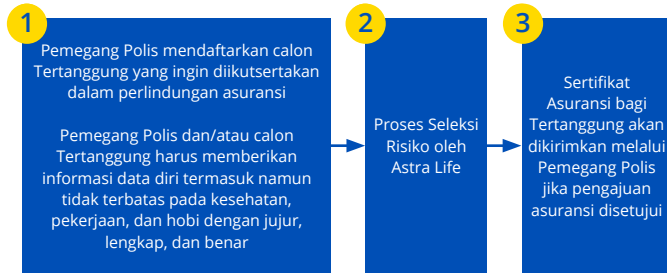 1
Pemegang Polis mendaftarkan calon
Tertanggung yang ingin diikutsertakan
dalam perlindungan asuransi
Pemegang Polis dan/atau calon
Tertanggung harus memberikan
informasi data diri termasuk namun
tidak terbatas pada kesehatan,
pekerjaan, dan hobi dengan jujur,
lengkap, dan benar
2
Proses Seleksi
Risiko oleh
Astra Life
3
Sertifikat
Asuransi bagi
Tertanggung akan
dikirimkan melalui
Pemegang Polis
jika pengajuan
asuransi disetujui